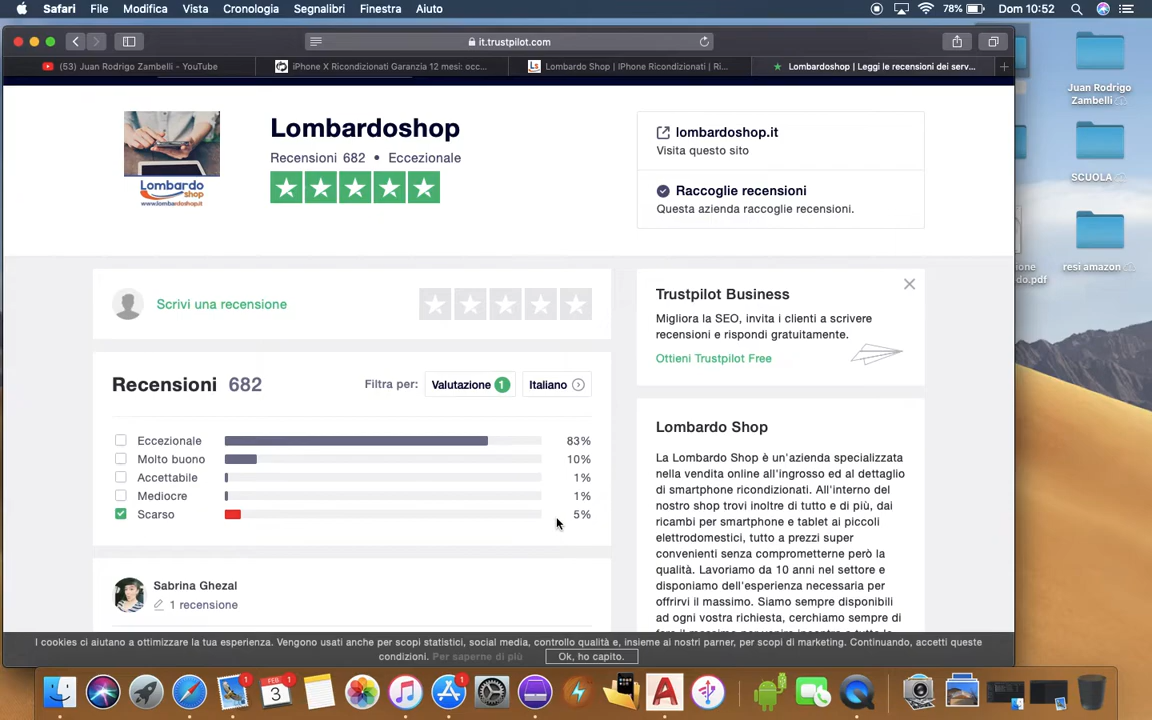 Safari File Modifica Vista Cronologia Segnalibri Finestra Aiuto 78% Dom 10:52
it.trustpilot.com
(53) Juan Rodrigo Zambelli - YouTube iPhone X Ricondizionati Garanzia 12 mesi: occ... Lombardo Shop | IPhone Ricondizionati | Ri... Lombardoshop | Leggi le recensioni dei serv...
Lombardoshop
Recensioni 682 • Eccezionale
Lombardo
shop
www.lombardoshop.it
lombardoshop.it
Visita questo sito
Raccoglie recensioni
Questa azienda raccoglie recensioni.
Scrivi una recensione
Recensioni 682
Filtra per: Valutazione 1 Italiano
Eccezionale 83%
Molto buono 10%
Accettabile 1%
Mediocre 1%
Scarso 5%
Sabrina Ghezal
1 recensione
Trustpilot Business
Migliora la SEO, invita i clienti a scrivere
recensioni e rispondi gratuitamente.
Ottieni Trustpilot Free
Lombardo Shop
La Lombardo Shop è un'azienda specializzata
nella vendita online all'ingrosso ed al dettaglio
di smartphone ricondizionati. All'interno del
nostro shop trovi inoltre di tutto e di più, dai
ricambi per smartphone e tablet ai piccoli
elettrodomestici, tutto a prezzi super
convenienti senza comprometterne però la
qualità. Lavoriamo da 10 anni nel settore e
disponiamo dell'esperienza necessaria per
offrirvi il massimo. Siamo sempre disponibili
ad ogni vostra richiesta, cerchiamo sempre di
I cookies ci aiutano a ottimizzare la tua esperienza. Vengono usati anche per scopi statistici, social media, controllo qualità e, insieme ai nostri partner, per scopi di marketing. Continuando, accetti queste
condizioni. Per saperne di più Ok, ho capito.
Juan Rodrigo
Zambelli
SCUOLA
resi amazon
ione
do.pdf
1
FEB
3
1
1